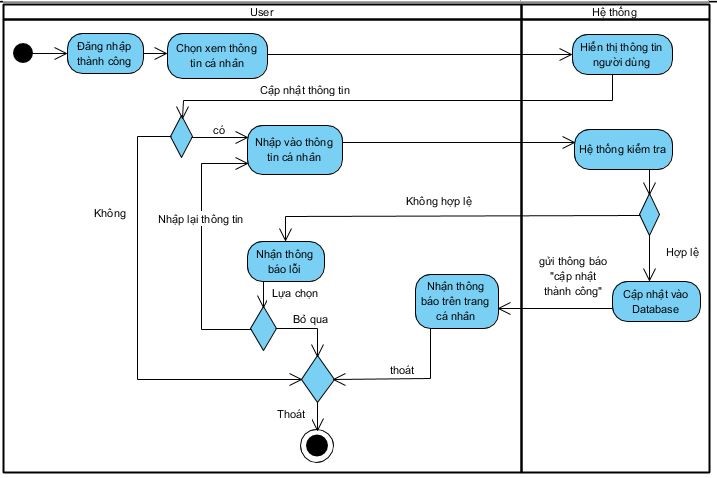 User
Hệ thống
Đăng nhập
thành công
Chọn xem thông
tin cá nhân
Hiển thị thông tin
người dùng
Cập nhật thông tin
có
Nhập vào thông
tin cá nhân
Hệ thống kiểm tra
Không
Nhập lại thông tin
Không hợp lệ
Hợp lệ
Nhận thông
báo lỗi
gửi thông báo
"cập nhật
thành công"
Lựa chọn
Nhận thông
báo trên trang
cá nhân
Cập nhật vào
Database
Bỏ qua
thoát
Thoát